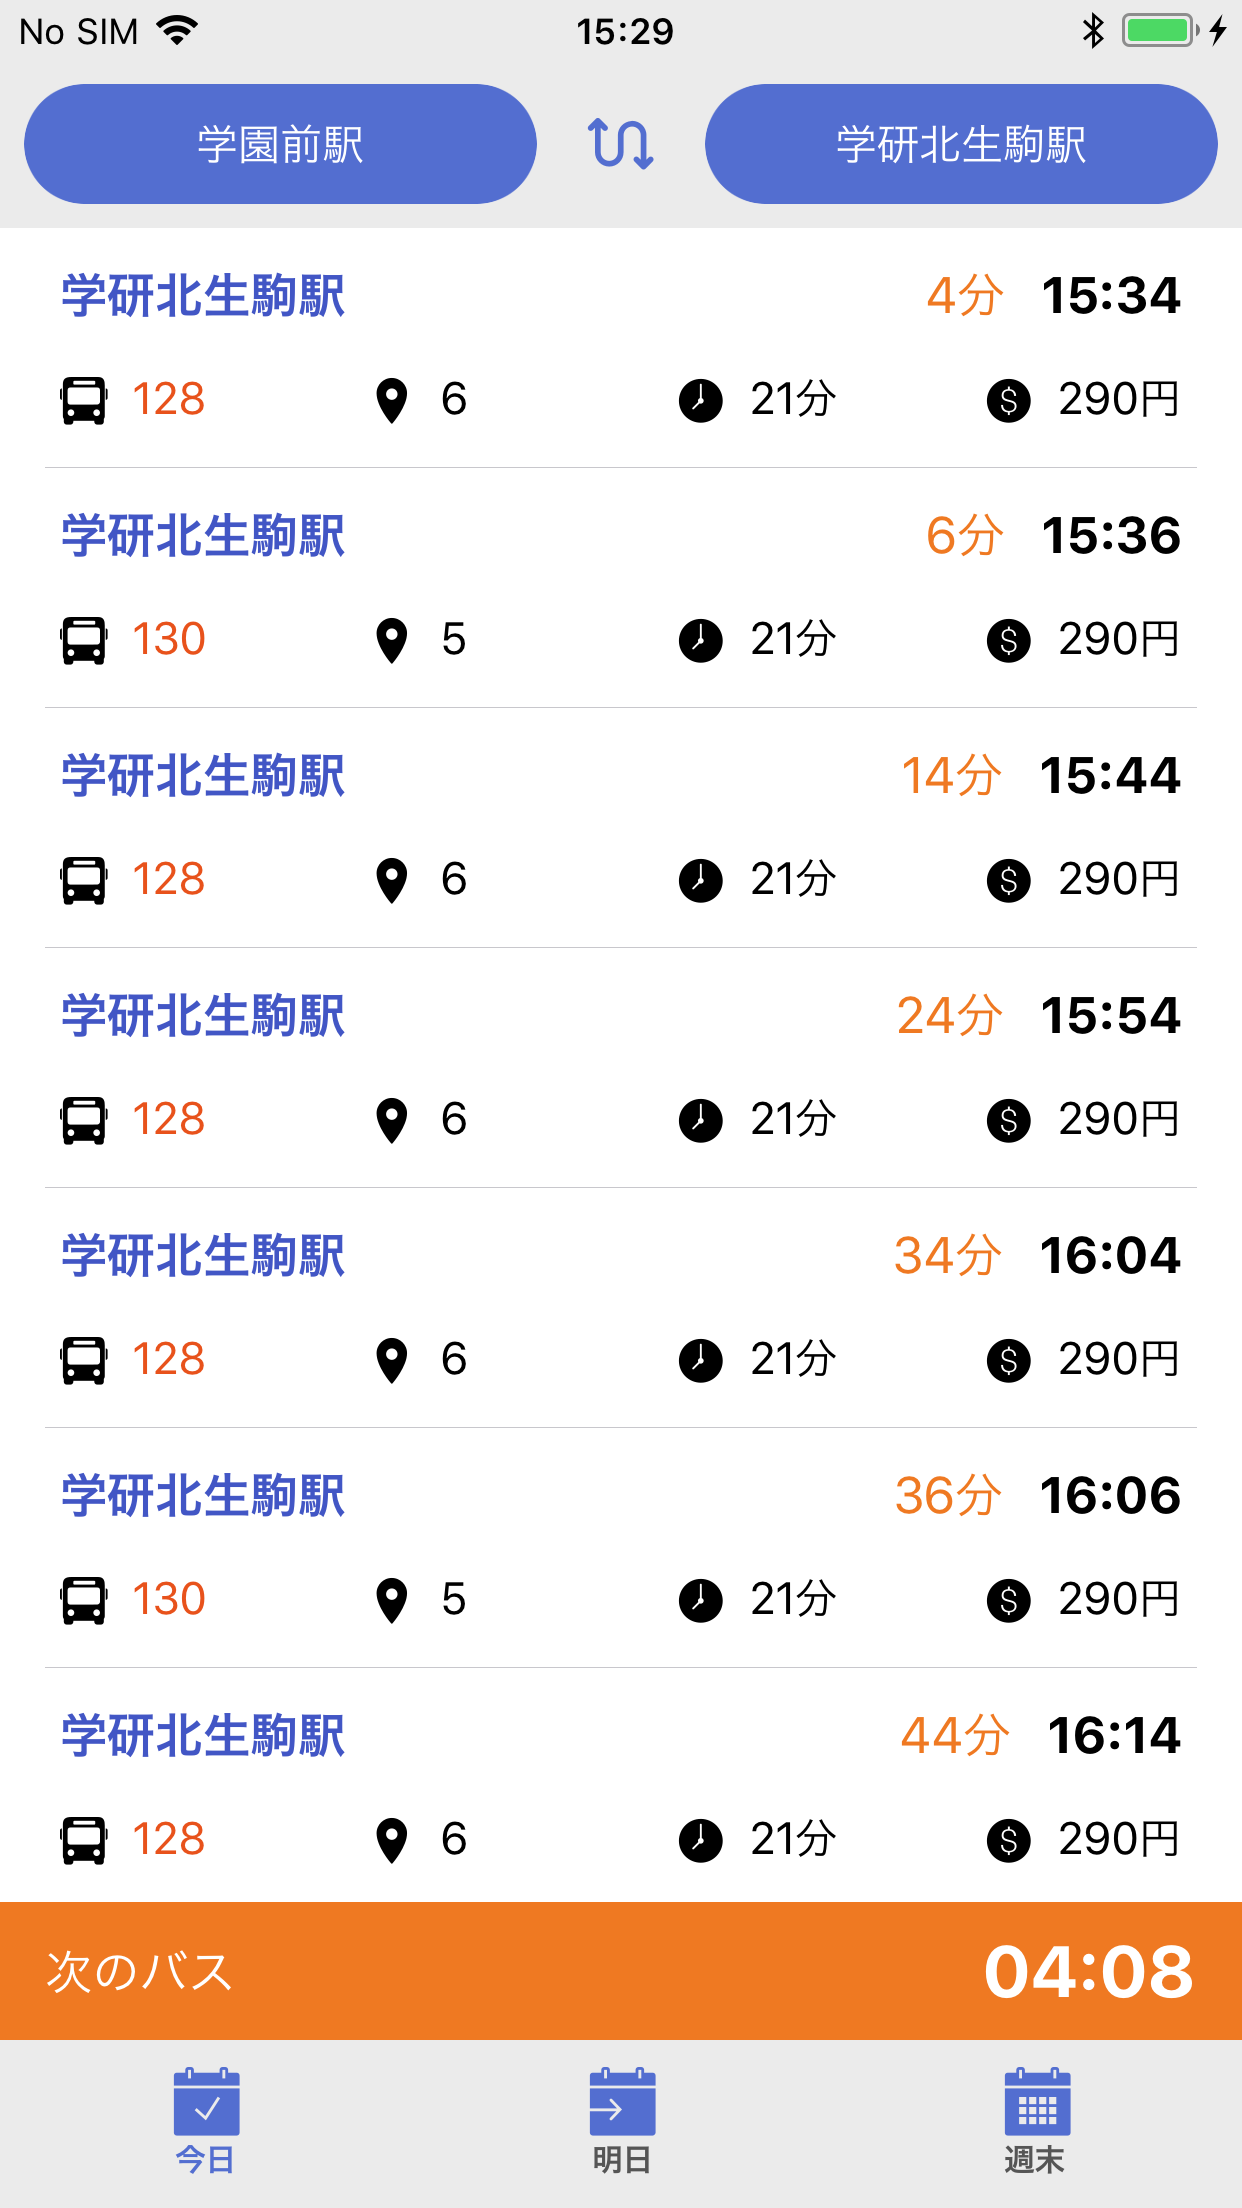 No SIM 15:29
学園前駅 学研北生駒駅
学研北生駒駅 4分 15:34
128 6 21分 290円
学研北生駒駅 6分 15:36
130 5 21分 290円
学研北生駒駅 14分 15:44
128 6 21分 290円
学研北生駒駅 24分 15:54
128 6 21分 290円
学研北生駒駅 34分 16:04
128 6 21分 290円
学研北生駒駅 36分 16:06
130 5 21分 290円
学研北生駒駅 44分 16:14
128 6 21分 290円
次のバス 04:08
今日 明日 週末